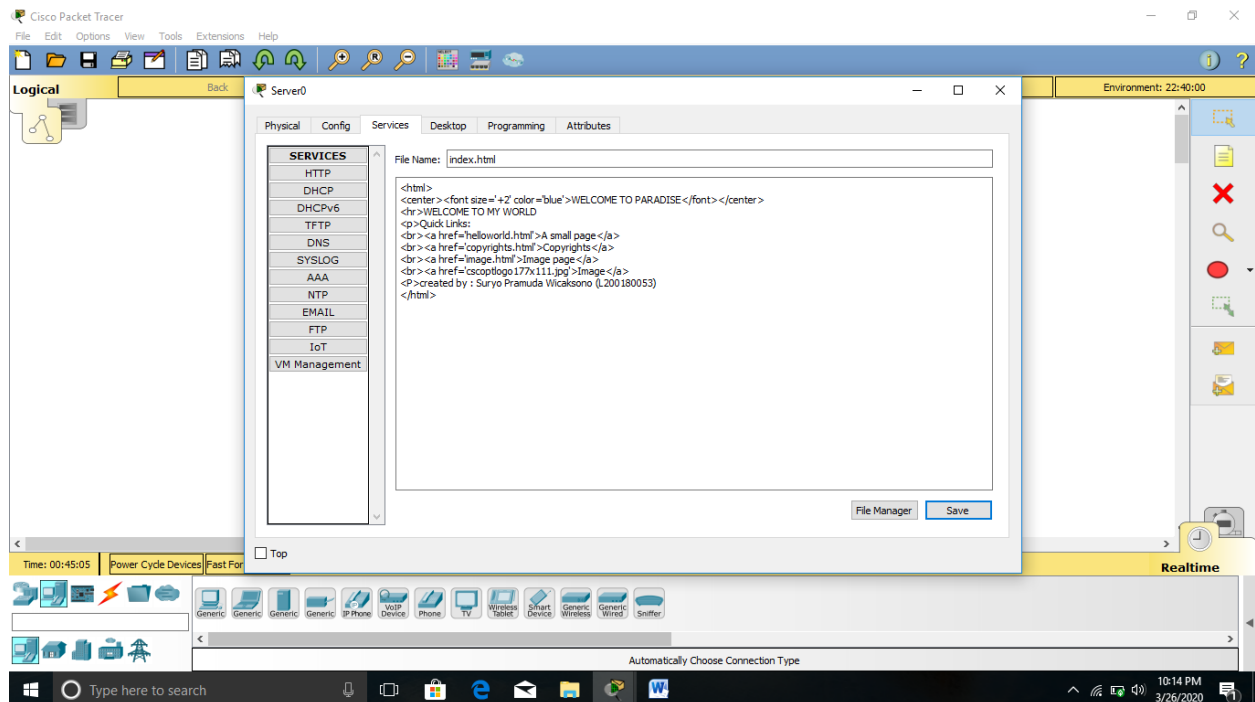 Cisco Packet Tracer
File Edit Options View Tools Extensions Help
Logical
Back
Environment: 22:40:00
Server0
Physical Config Services Desktop Programming Attributes
SERVICES
HTTP
DHCP
DHCPv6
TFTP
DNS
SYSLOG
AAA
NTP
EMAIL
FTP
IoT
VM Management
File Name: index.html
<html>
<center><font size='+2' color='blue'>WELCOME TO PARADISE</font></center>
<hr>WELCOME TO MY WORLD
<p>Quick Links:
<br><a href='helloworld.html'>A small page</a>
<br><a href='copyrights.html'>Copyrights</a>
<br><a href='image.html'>Image page</a>
<br><a href='cscoptlogo177x111.jpg'>Image</a>
<P>created by : Suryo Pramuda Wicaksono (L200180053)
</html>
File Manager Save
Top
Time: 00:45:05 Power Cycle Devices Fast For
Realtime
Generic Generic Generic Generic IP Phone VoIP Device Phone TV Wireless Tablet Smart Device Generic Wireless Generic Wired Sniffer
Automatically Choose Connection Type
Type here to search
10:14 PM
3/26/2020